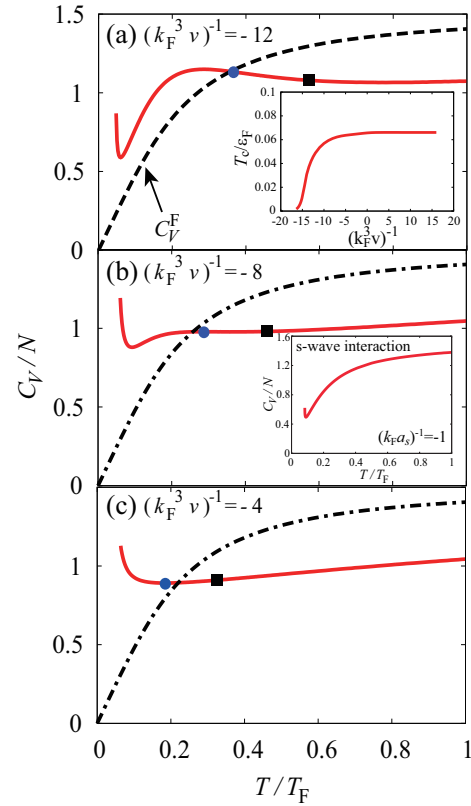 (a) (k_F^3 v)^-1 = - 12
1.5
1
0.5
0
C_V^F
T_c/ε_F
0.1
0.08
0.06
0.04
0.02
0
-20 -15 -10 -5 0 5 10 15 20
(k_F^3 v)^-1
(b) (k_F^3 v)^-1 = - 8
C_V / N
1
0.5
0
s-wave interaction
C_V/N
1.6
1.2
0.8
0.4
0
0 0.2 0.4 0.6 0.8 1
(k_F a_s)^-1=-1
T/T_F
(c) (k_F^3 v)^-1 = - 4
1
0.5
0
0 0.2 0.4 0.6 0.8 1
T / T_F